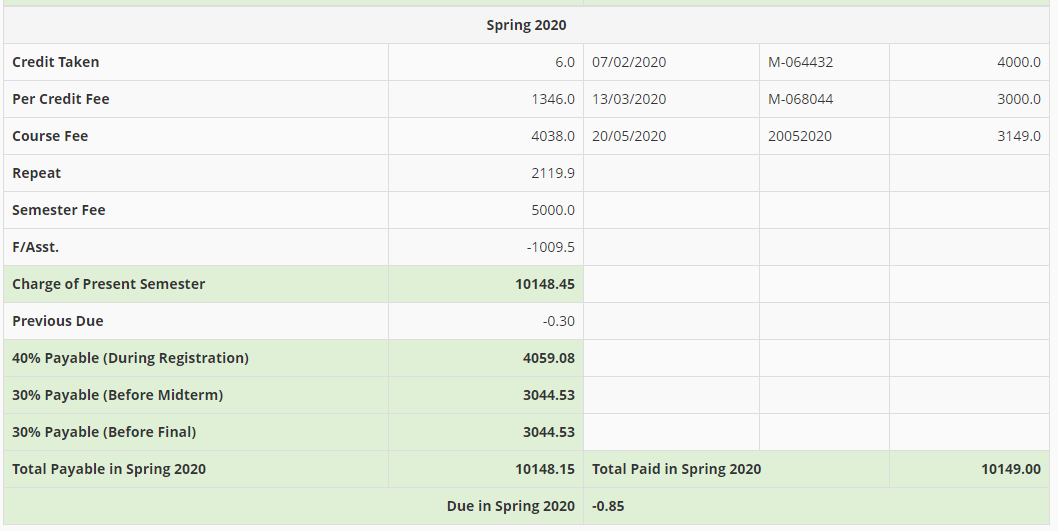 Spring 2020
Credit Taken 6.0 07/02/2020 M-064432 4000.0
Per Credit Fee 1346.0 13/03/2020 M-068044 3000.0
Course Fee 4038.0 20/05/2020 20052020 3149.0
Repeat 2119.9
Semester Fee 5000.0
F/Asst. -1009.5
Charge of Present Semester 10148.45
Previous Due -0.30
40% Payable (During Registration) 4059.08
30% Payable (Before Midterm) 3044.53
30% Payable (Before Final) 3044.53
Total Payable in Spring 2020 10148.15 Total Paid in Spring 2020 10149.00
Due in Spring 2020 -0.85